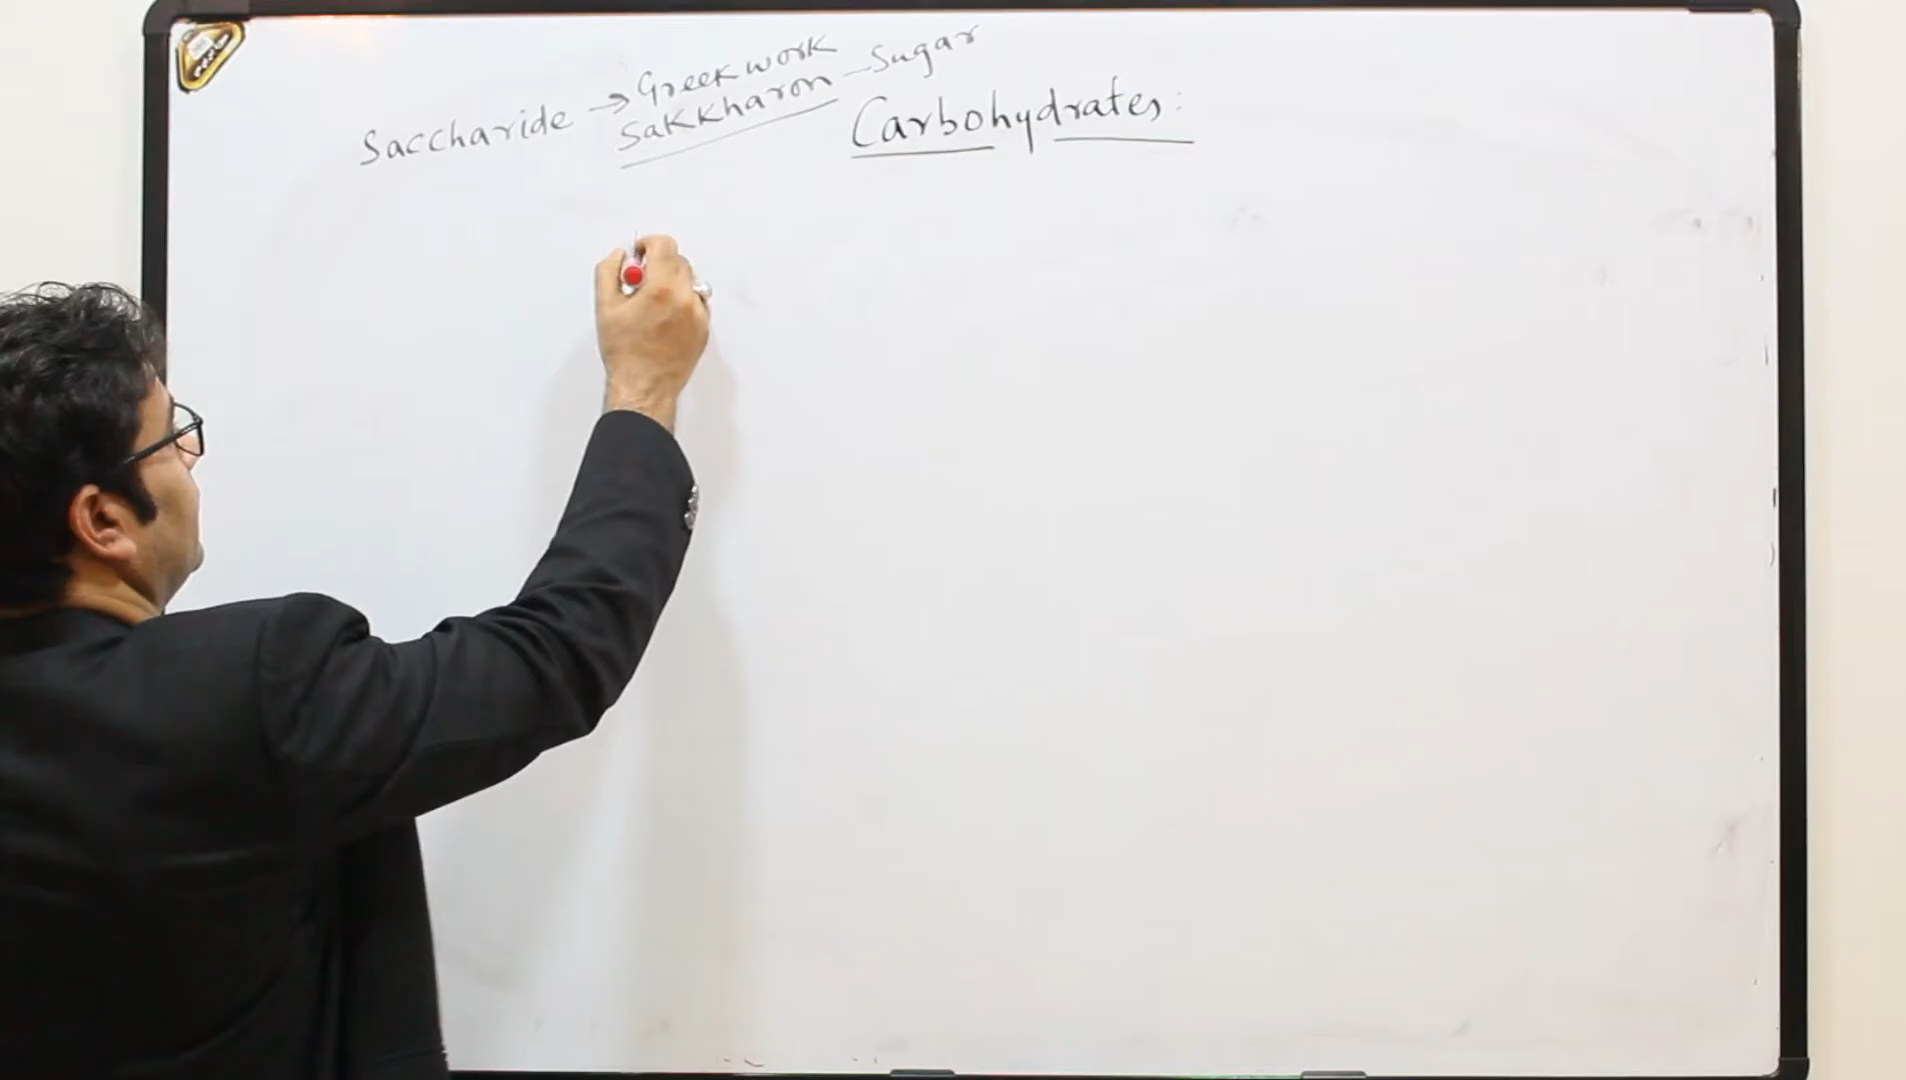 Greek work
Saccharide → Sakkharon — Sugar
Carbohydrates: